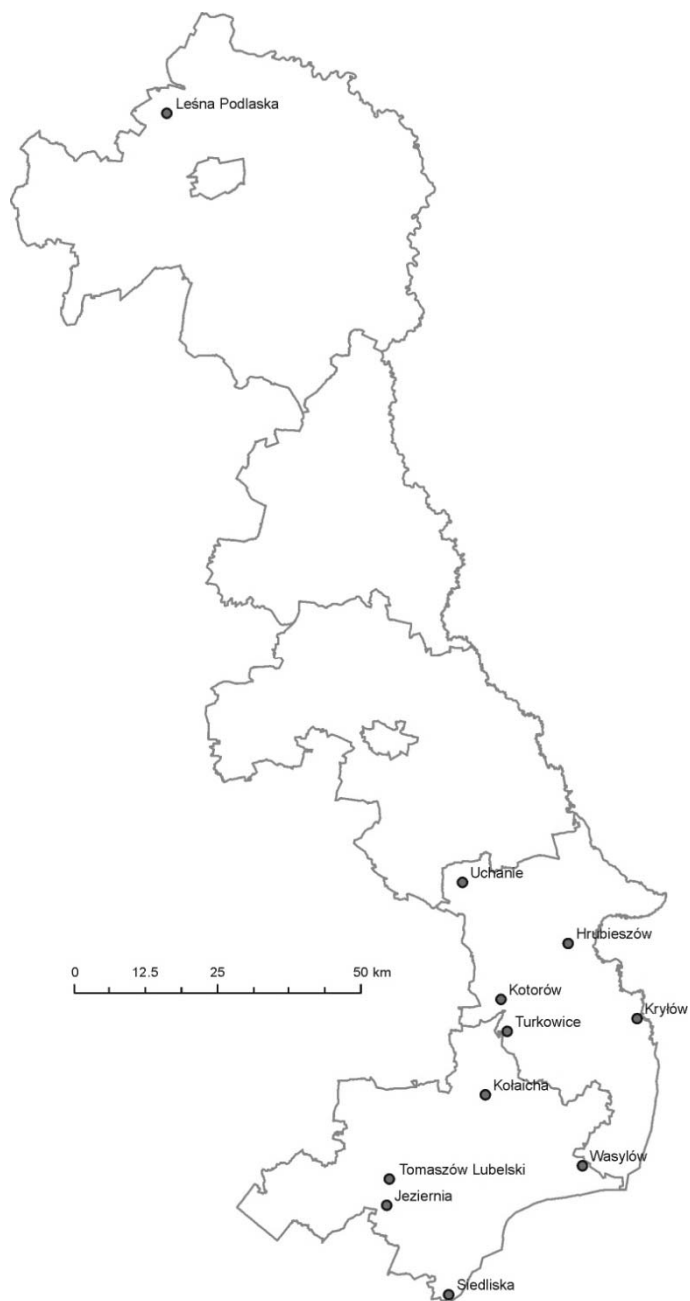 Leśna Podlaska
Uchanie
Hrubieszów
0 12.5 25 50 km
Kotorów
Kryłów
Turkowice
Kołaicha
Wasylów
Tomaszów Lubelski
Jeziernia
Siedliska